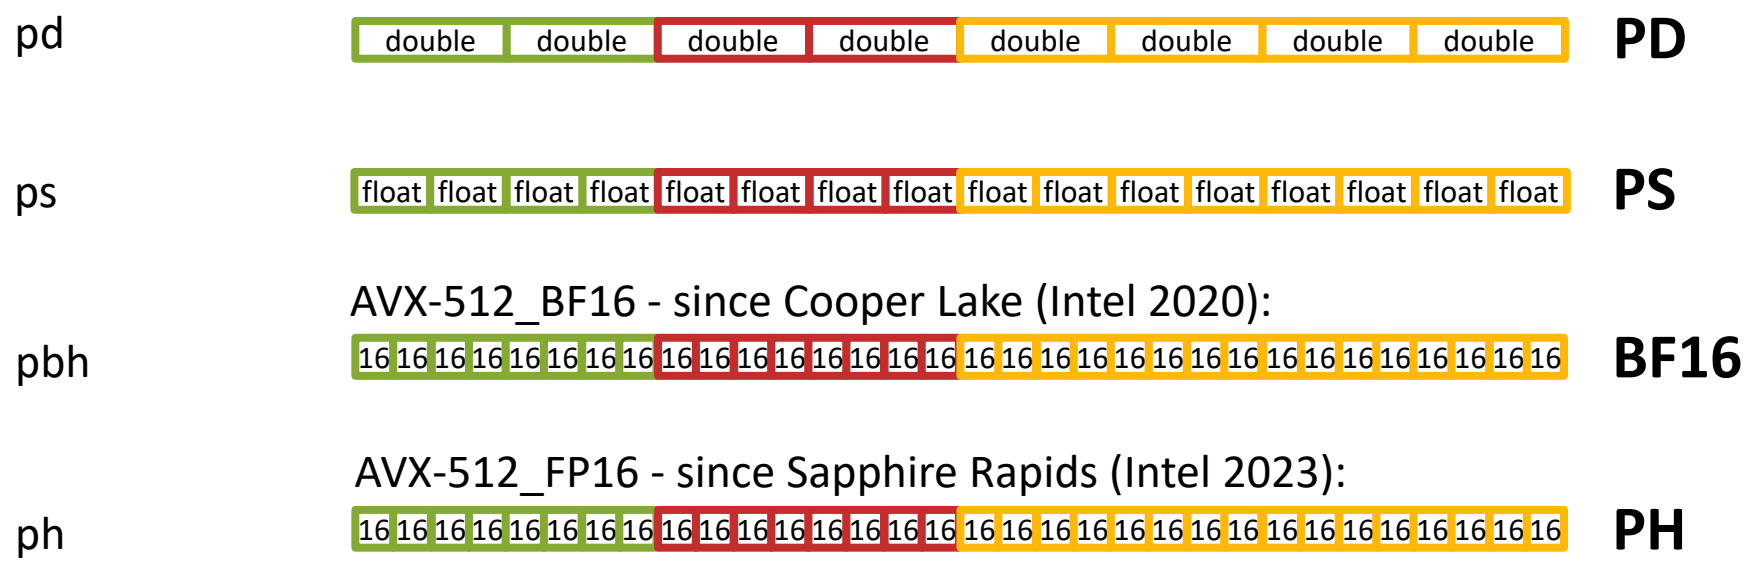 pd double double double double double double double double PD
ps float float float float float float float float float float float float float float float float PS
AVX-512_BF16 - since Cooper Lake (Intel 2020):
pbh 16 16 16 16 16 16 16 16 16 16 16 16 16 16 16 16 16 16 16 16 16 16 16 16 16 16 16 16 16 16 16 16 BF16
AVX-512_FP16 - since Sapphire Rapids (Intel 2023):
ph 16 16 16 16 16 16 16 16 16 16 16 16 16 16 16 16 16 16 16 16 16 16 16 16 16 16 16 16 16 16 16 16 PH